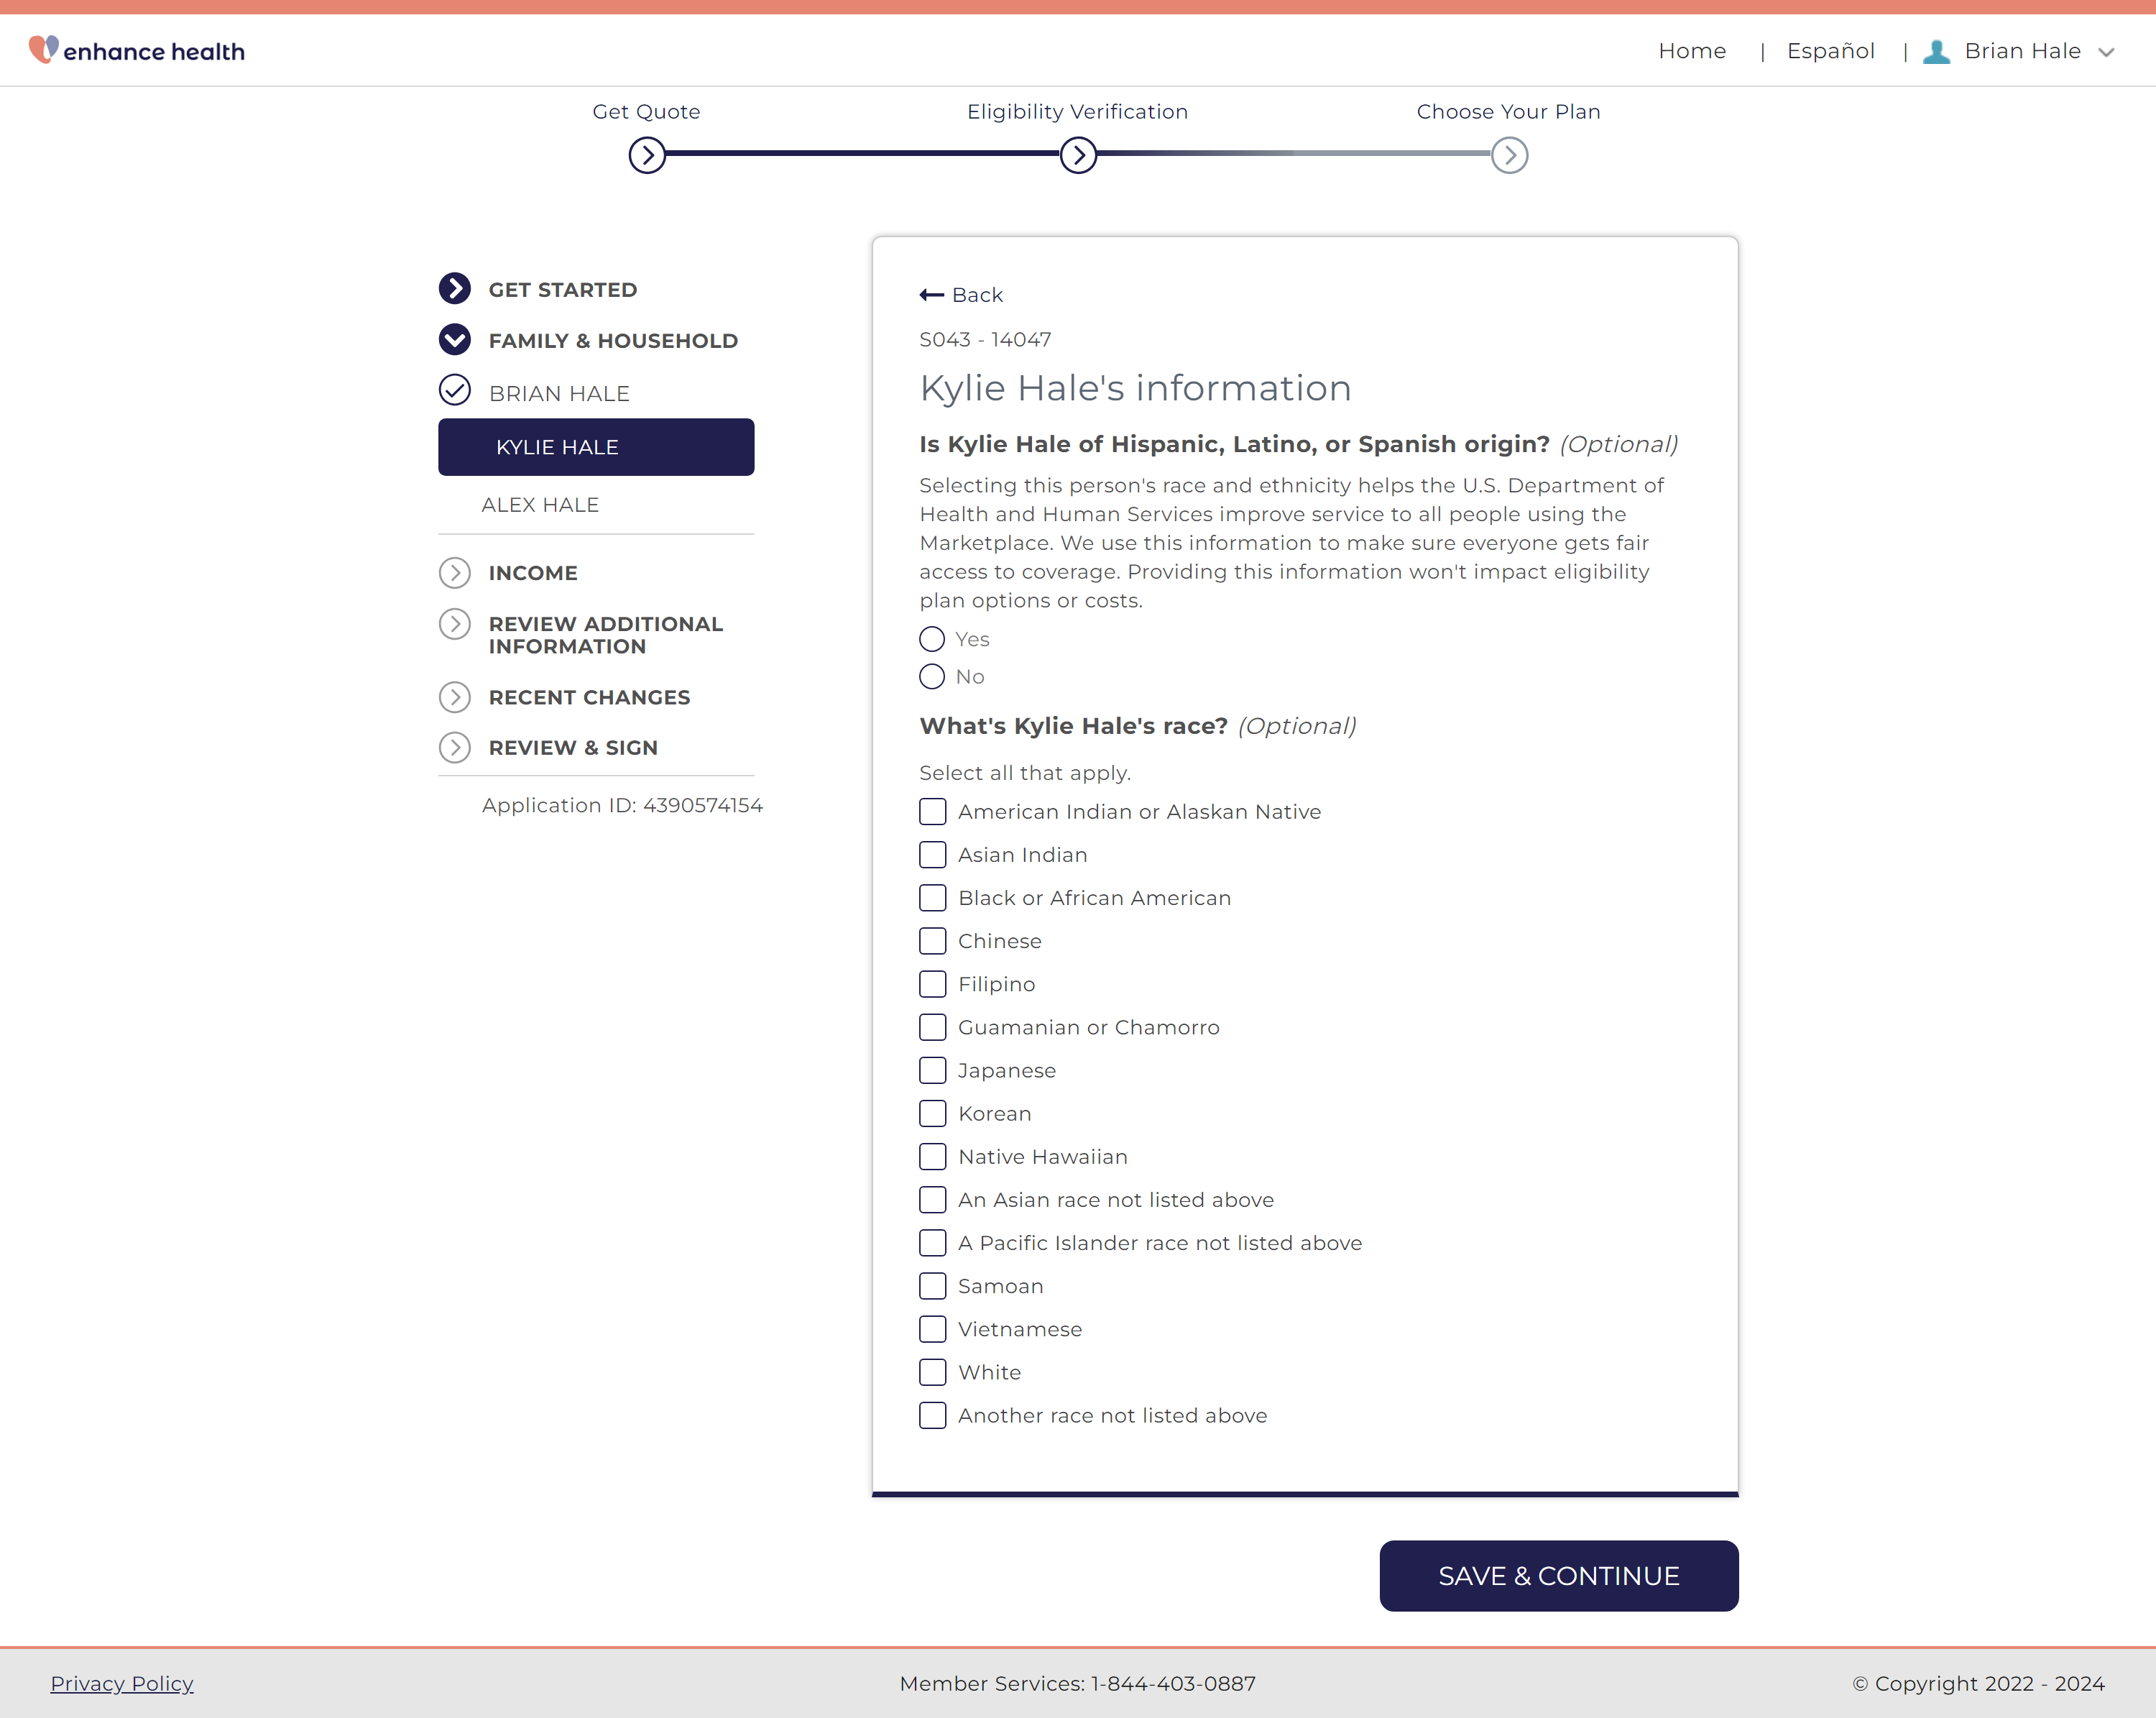 enhance health
Home | Español | Brian Hale
Get Quote
Eligibility Verification
Choose Your Plan
GET STARTED
FAMILY & HOUSEHOLD
BRIAN HALE
KYLIE HALE
ALEX HALE
INCOME
REVIEW ADDITIONAL
INFORMATION
RECENT CHANGES
REVIEW & SIGN
Application ID: 4390574154
Back
S043 - 14047
Kylie Hale's information
Is Kylie Hale of Hispanic, Latino, or Spanish origin? (Optional)
Selecting this person's race and ethnicity helps the U.S. Department of
Health and Human Services improve service to all people using the
Marketplace. We use this information to make sure everyone gets fair
access to coverage. Providing this information won't impact eligibility
plan options or costs.
Yes
No
What's Kylie Hale's race? (Optional)
Select all that apply.
American Indian or Alaskan Native
Asian Indian
Black or African American
Chinese
Filipino
Guamanian or Chamorro
Japanese
Korean
Native Hawaiian
An Asian race not listed above
A Pacific Islander race not listed above
Samoan
Vietnamese
White
Another race not listed above
SAVE & CONTINUE
Privacy Policy
Member Services: 1-844-403-0887
© Copyright 2022 - 2024